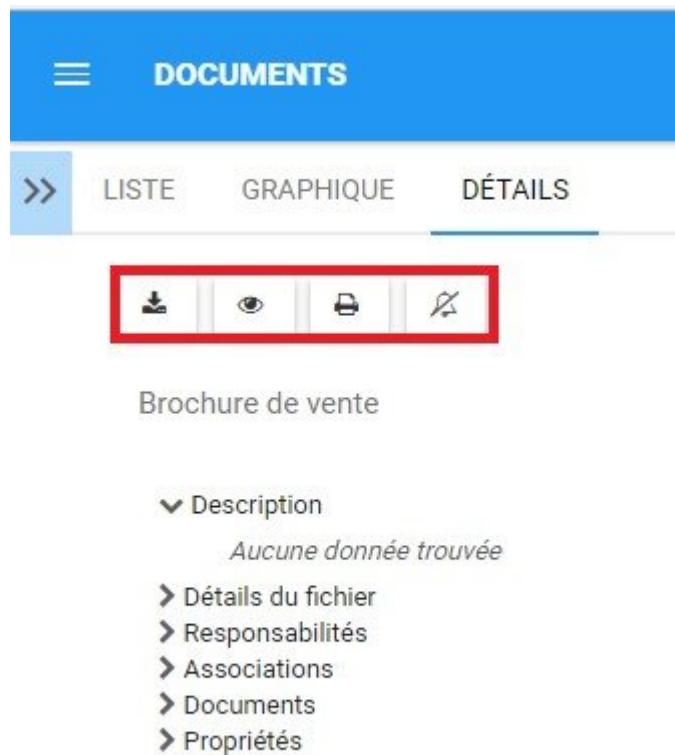 DOCUMENTS
LISTE GRAPHIQUE DÉTAILS
Brochure de vente
Description
Aucune donnée trouvée
Détails du fichier
Responsabilités
Associations
Documents
Propriétés